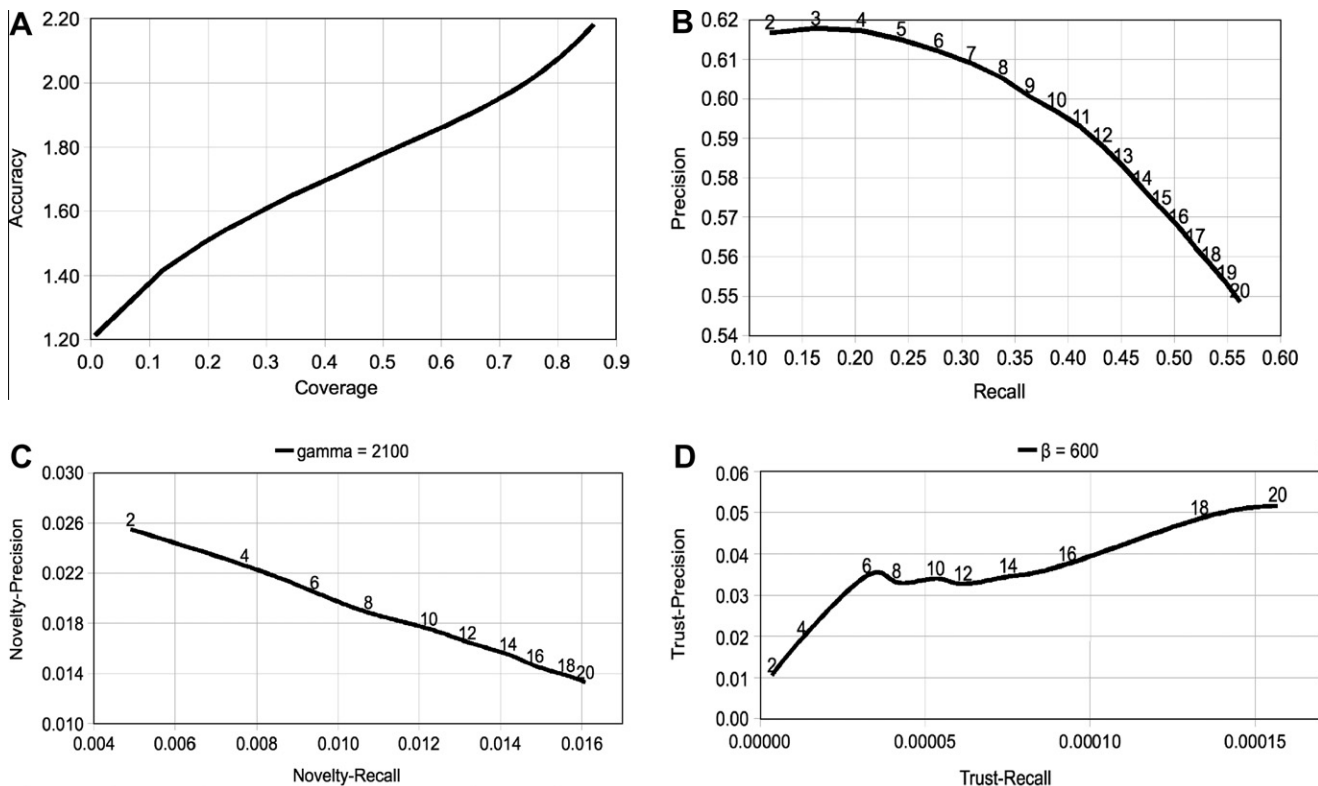 A
2.20
2.00
1.80
1.60
1.40
1.20
Accuracy
0.0 0.1 0.2 0.3 0.4 0.5 0.6 0.7 0.8 0.9
Coverage
B
0.62
0.61
0.60
0.59
0.58
0.57
0.56
0.55
0.54
Precision
2 3 4 5 6 7 8 9 10 11 12 13 14 15 16 17 18 19 20
0.10 0.15 0.20 0.25 0.30 0.35 0.40 0.45 0.50 0.55 0.60
Recall
C
gamma = 2100
0.030
0.026
0.022
0.018
0.014
0.010
Novelty-Precision
2 4 6 8 10 12 14 16 18 20
0.004 0.006 0.008 0.010 0.012 0.014 0.016
Novelty-Recall
D
β = 600
0.06
0.05
0.04
0.03
0.02
0.01
0.00
Trust-Precision
2 4 6 8 10 12 14 16 18 20
0.00000 0.00005 0.00010 0.00015
Trust-Recall